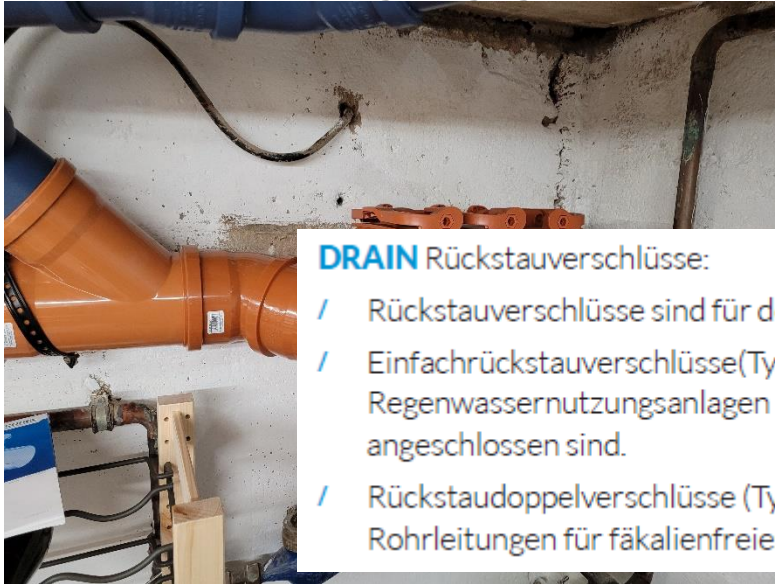 DRAIN Rückstauverschlüsse:
/ Rückstauverschlüsse sind für d
/ Einfachrückstauverschlüsse(Ty
Regenwassernutzungsanlagen
angeschlossen sind.
/ Rückstaudoppelverschlüsse (Ty
Rohrleitungen für fäkalienfreie